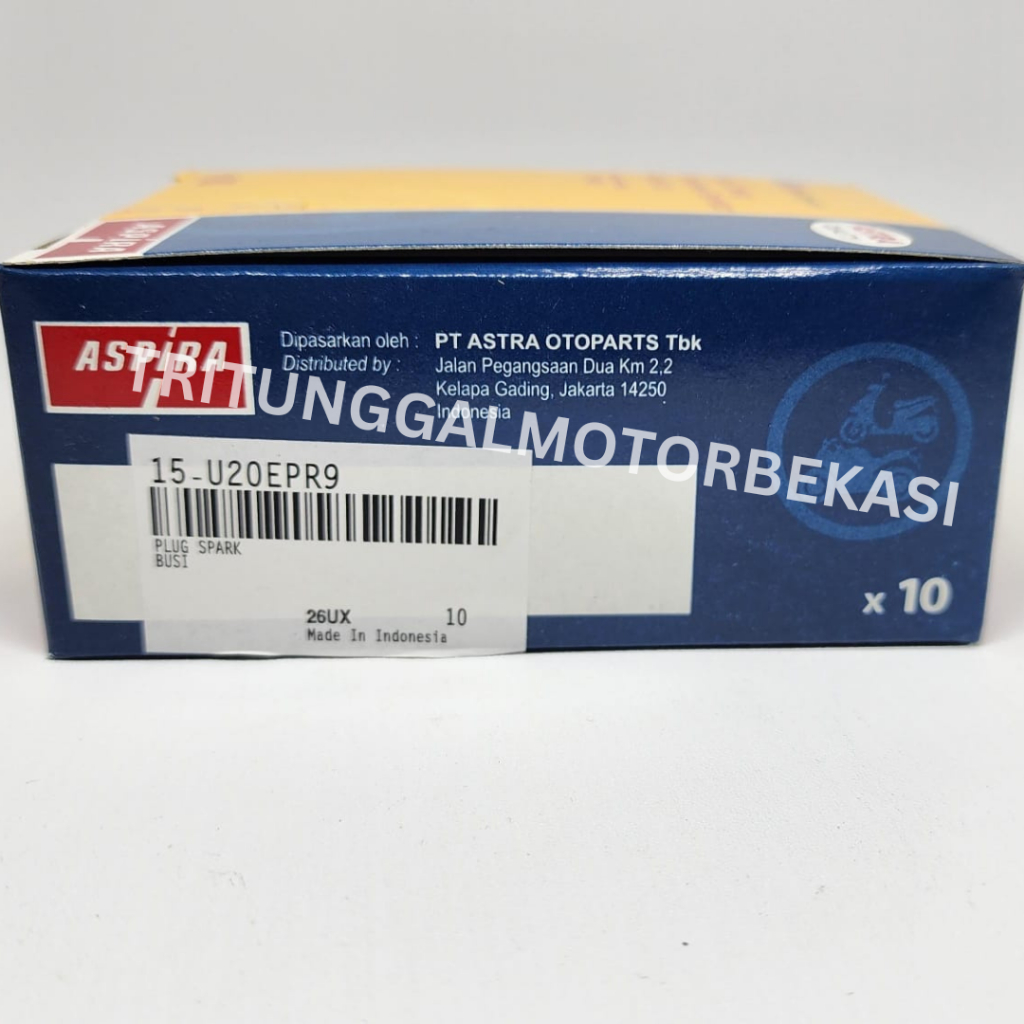 ASPIRA
ASPIRA
Dipasarkan oleh : PT ASTRA OTOPARTS Tbk
Distributed by : Jalan Pegangsaan Dua Km 2,2
Kelapa Gading, Jakarta 14250
Indonesia
TRITUNGGALMOTORBEKASI
15-U20EPR9
PLUG SPARK
BUSI
26UX 10
Made In Indonesia
x 10